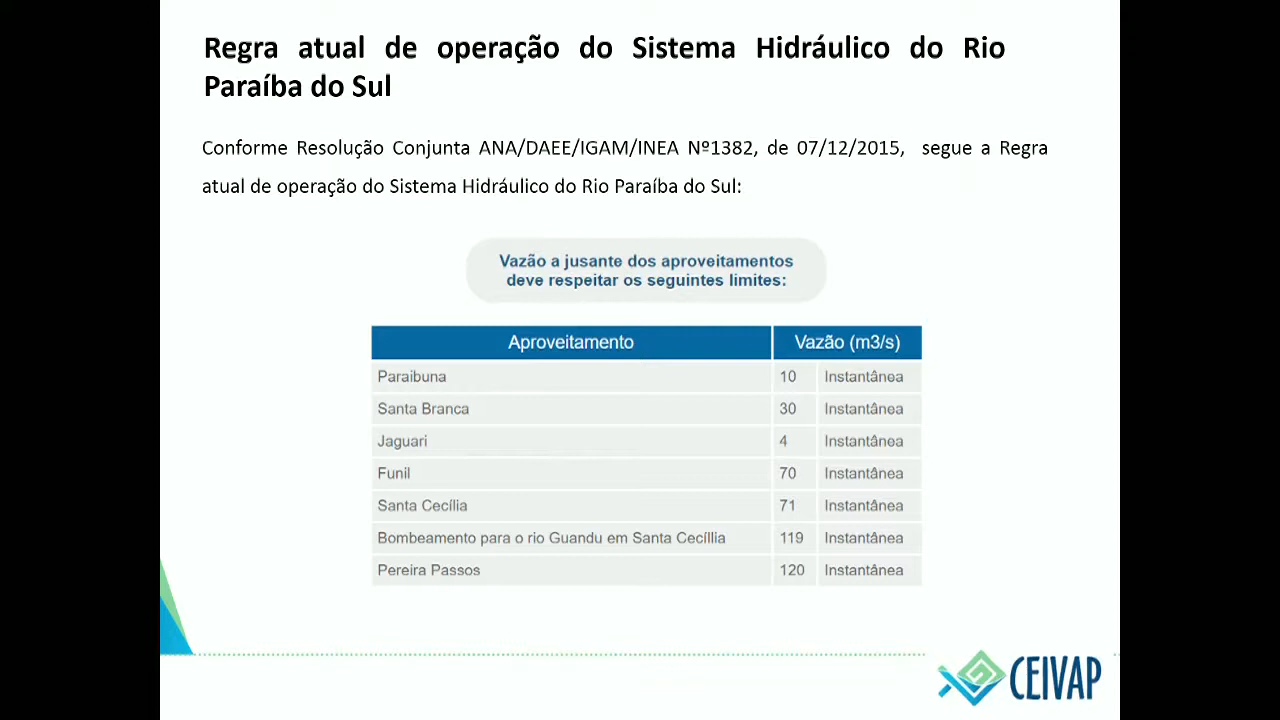 Regra atual de operação do Sistema Hidráulico do Rio
Paraíba do Sul
Conforme Resolução Conjunta ANA/DAEE/IGAM/INEA Nº1382, de 07/12/2015, segue a Regra
atual de operação do Sistema Hidráulico do Rio Paraíba do Sul:
Vazão a jusante dos aproveitamentos
deve respeitar os seguintes limites:
Aproveitamento Vazão (m3/s)
Paraibuna 10 Instantânea
Santa Branca 30 Instantânea
Jaguari 4 Instantânea
Funil 70 Instantânea
Santa Cecília 71 Instantânea
Bombeamento para o rio Guandu em Santa Cecíllia 119 Instantânea
Pereira Passos 120 Instantânea
CEIVAP